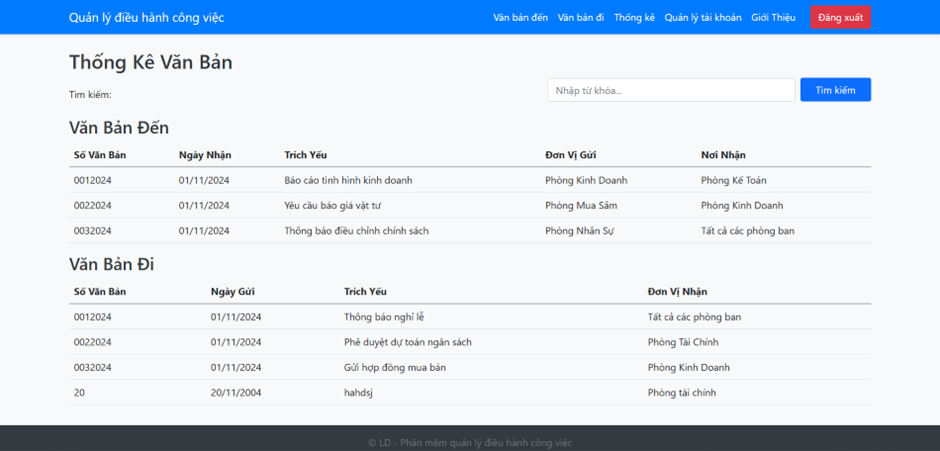 Quản lý điều hành công việc Văn bản đến Văn bản đi Thống kê Quản lý tài khoản Giới Thiệu Đăng xuất
Thống Kê Văn Bản
Tìm kiếm: Nhập từ khóa... Tìm kiếm
Văn Bản Đến
Số Văn Bản Ngày Nhận Trích Yếu Đơn Vị Gửi Nơi Nhận
0012024 01/11/2024 Báo cáo tình hình kinh doanh Phòng Kinh Doanh Phòng Kế Toán
0022024 01/11/2024 Yêu cầu báo giá vật tư Phòng Mua Sắm Phòng Kinh Doanh
0032024 01/11/2024 Thông báo điều chỉnh chính sách Phòng Nhân Sự Tất cả các phòng ban
Văn Bản Đi
Số Văn Bản Ngày Gửi Trích Yếu Đơn Vị Nhận
0012024 01/11/2024 Thông báo nghỉ lễ Tất cả các phòng ban
0022024 01/11/2024 Phê duyệt dự toán ngân sách Phòng Tài Chính
0032024 01/11/2024 Gửi hợp đồng mua bán Phòng Kinh Doanh
20 20/11/2004 hahdsj Phòng tài chính
© LD - Phần mềm quản lý điều hành công việc